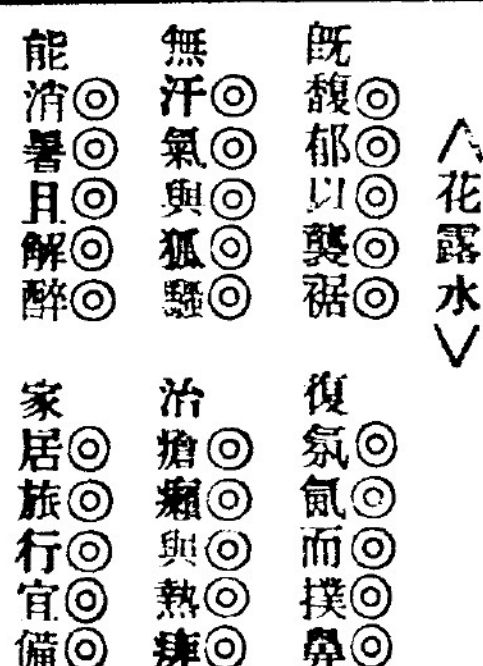 〈花露水〉
既馥◎郁◎以◎襲◎裾◎
復氛◎氤◎而◎撲◎鼻◎
無汗◎氣◎與◎狐◎騷◎
治瘡◎癩◎與◎熱◎痱◎
能消◎暑◎且◎解◎醉◎
家居◎旅◎行◎宜◎備◎